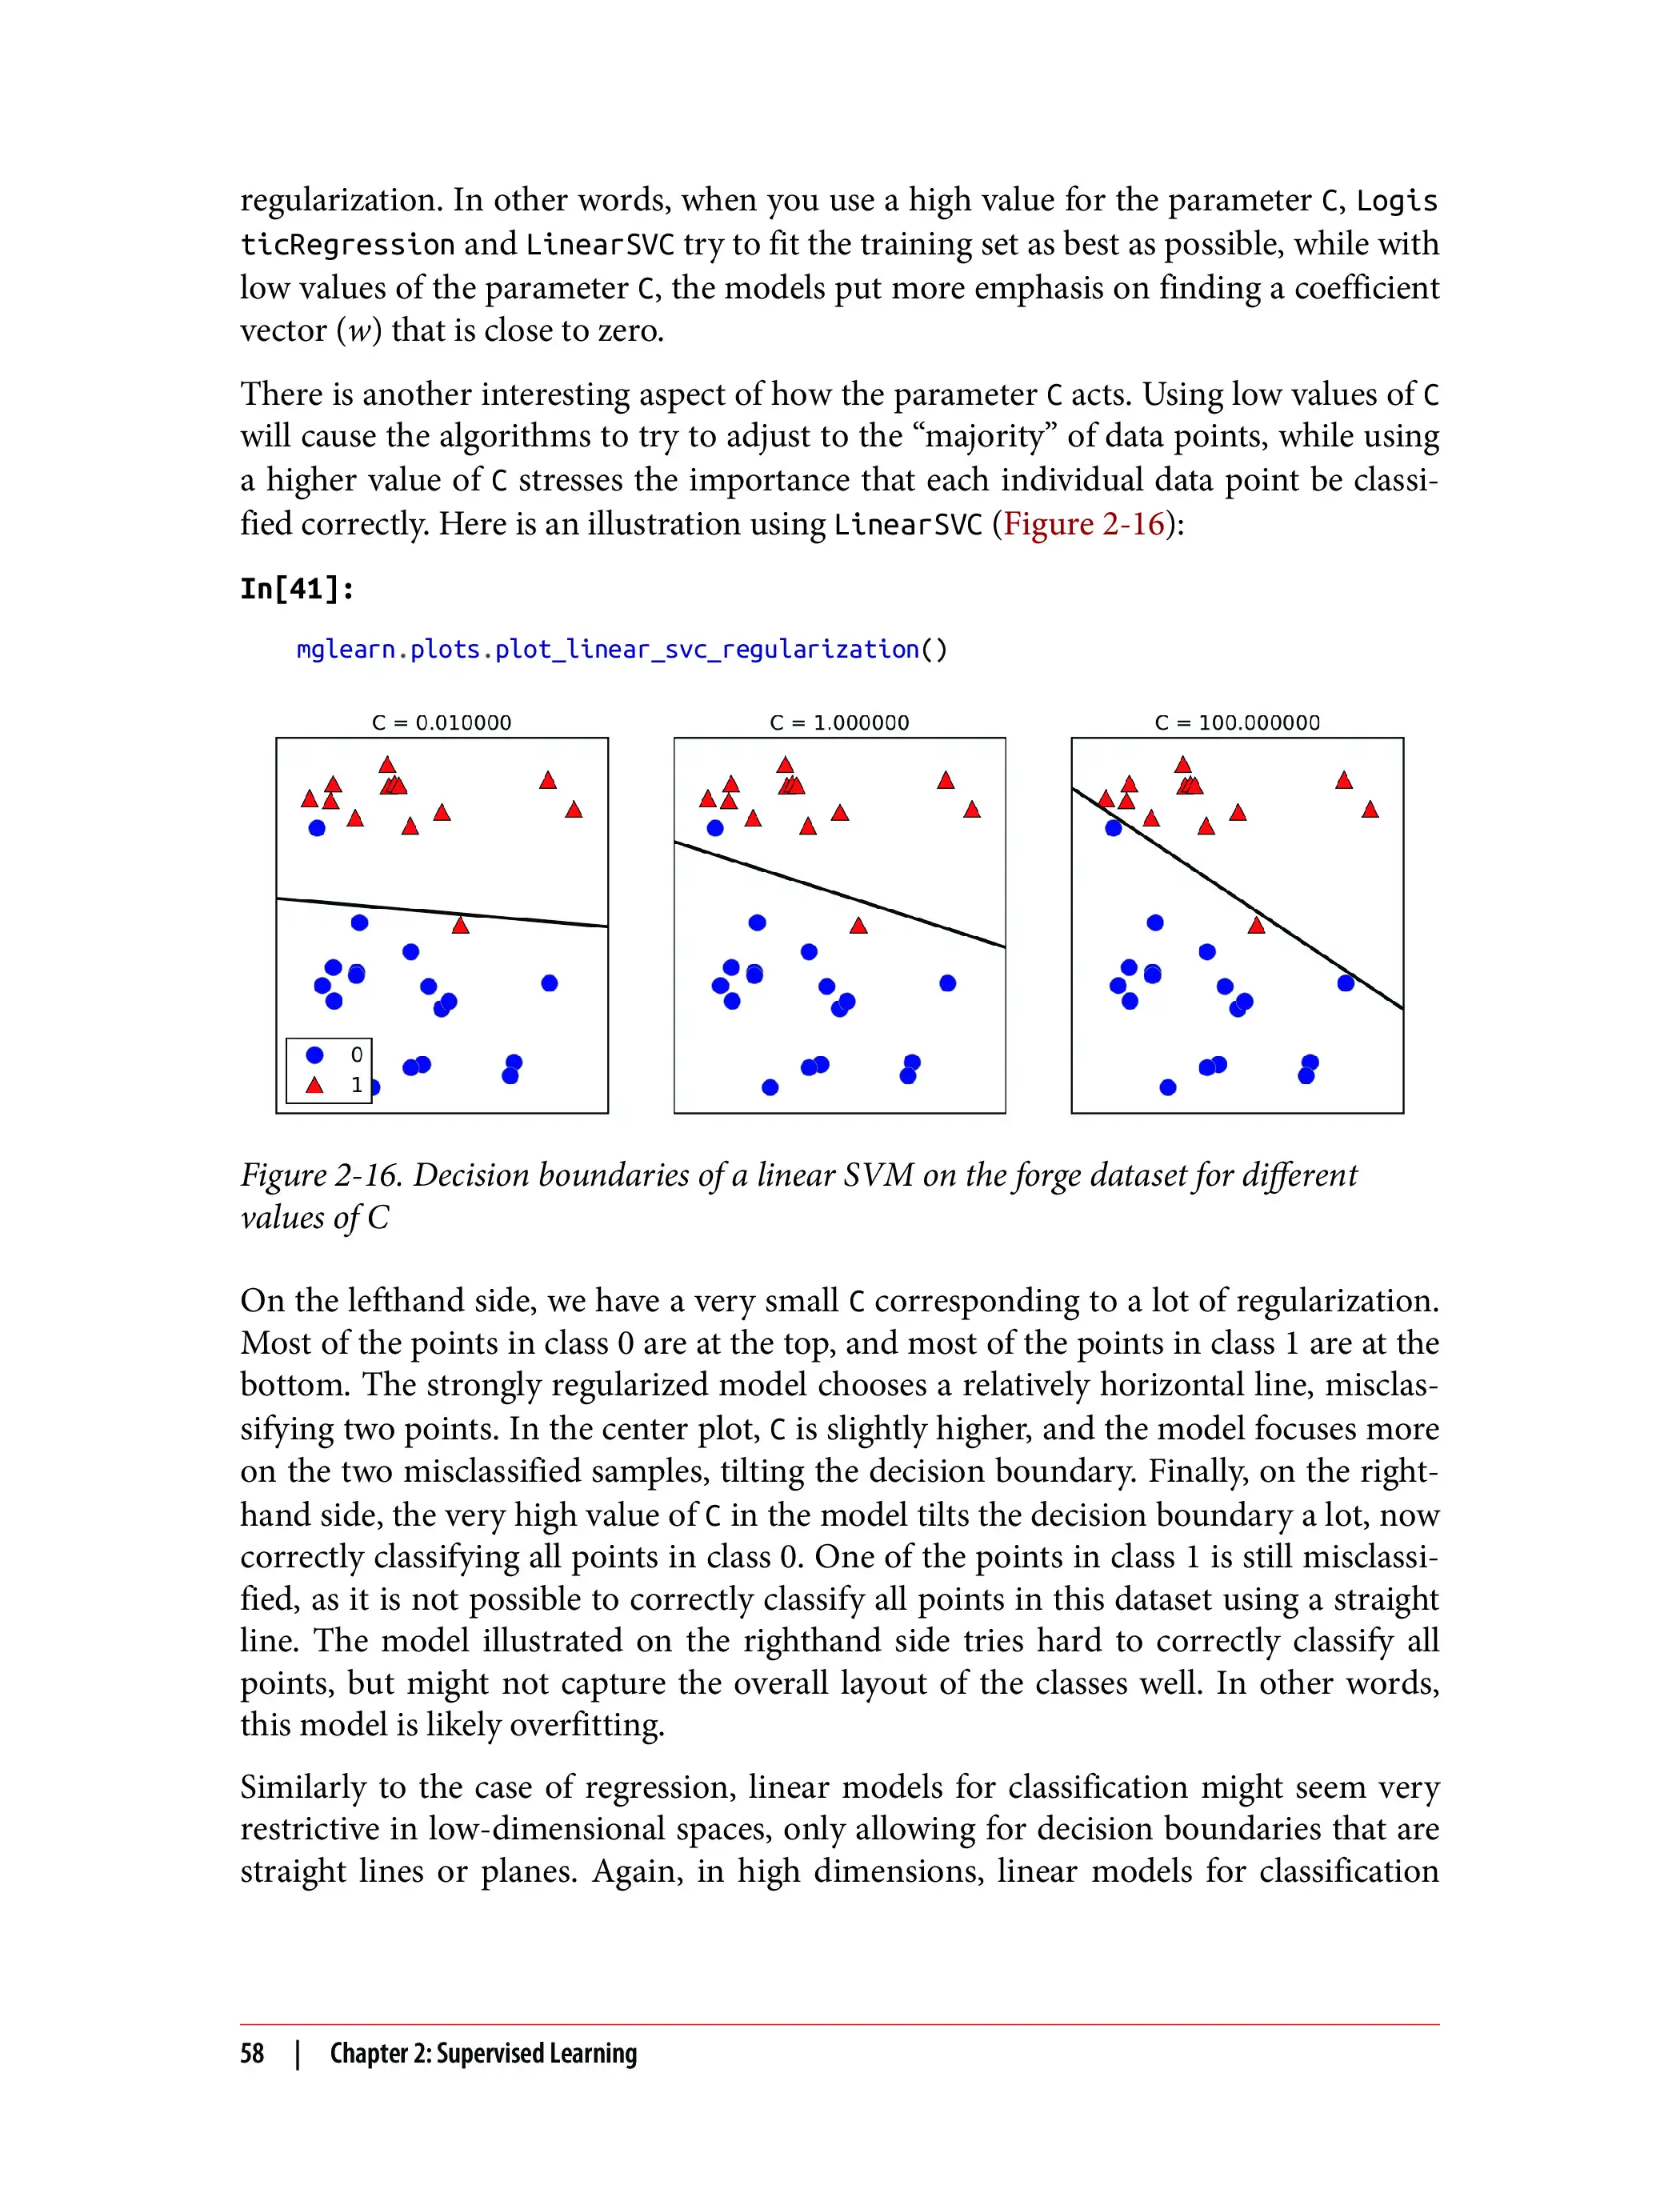 regularization. In other words, when you use a high value for the parameter C, Logis
ticRegression and LinearSVC try to fit the training set as best as possible, while with
low values of the parameter C, the models put more emphasis on finding a coefficient
vector (w) that is close to zero.
There is another interesting aspect of how the parameter C acts. Using low values of C
will cause the algorithms to try to adjust to the “majority” of data points, while using
a higher value of C stresses the importance that each individual data point be classi-
fied correctly. Here is an illustration using LinearSVC (Figure 2-16):
In[41]:
mglearn.plots.plot_linear_svc_regularization()
C = 0.010000
C = 1.000000
C = 100.000000
0
1
Figure 2-16. Decision boundaries of a linear SVM on the forge dataset for different
values of C
On the lefthand side, we have a very small C corresponding to a lot of regularization.
Most of the points in class 0 are at the top, and most of the points in class 1 are at the
bottom. The strongly regularized model chooses a relatively horizontal line, misclas-
sifying two points. In the center plot, C is slightly higher, and the model focuses more
on the two misclassified samples, tilting the decision boundary. Finally, on the right-
hand side, the very high value of C in the model tilts the decision boundary a lot, now
correctly classifying all points in class 0. One of the points in class 1 is still misclassi-
fied, as it is not possible to correctly classify all points in this dataset using a straight
line. The model illustrated on the righthand side tries hard to correctly classify all
points, but might not capture the overall layout of the classes well. In other words,
this model is likely overfitting.
Similarly to the case of regression, linear models for classification might seem very
restrictive in low-dimensional spaces, only allowing for decision boundaries that are
straight lines or planes. Again, in high dimensions, linear models for classification
58 | Chapter 2: Supervised Learning